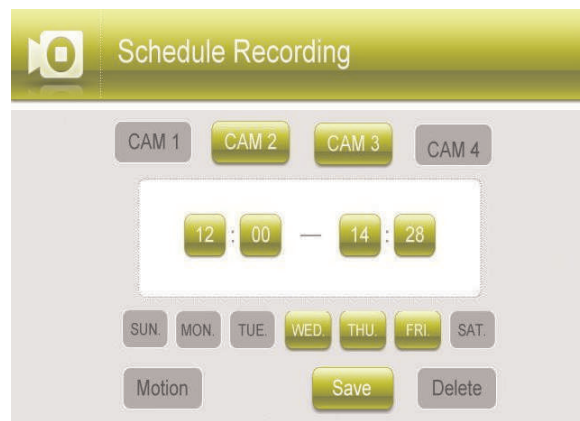 Schedule Recording
CAM 1 CAM 2 CAM 3 CAM 4
12 : 00 — 14 : 28
SUN. MON. TUE. WED. THU. FRI. SAT.
Motion Save Delete